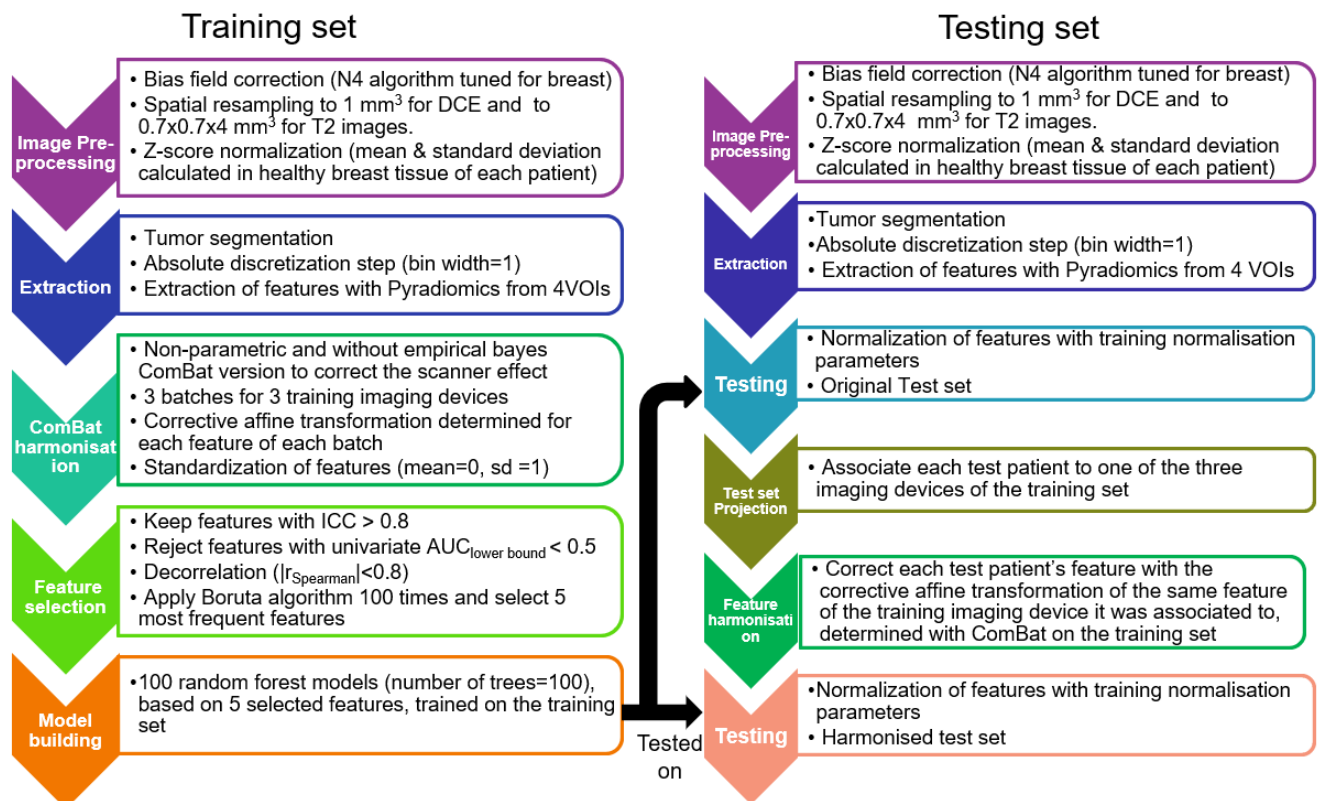 Training set
Image Pre-
processing
• Bias field correction (N4 algorithm tuned for breast)
• Spatial resampling to 1 mm³ for DCE and to
0.7x0.7x4 mm³ for T2 images.
• Z-score normalization (mean & standard deviation
calculated in healthy breast tissue of each patient)
Extraction
• Tumor segmentation
• Absolute discretization step (bin width=1)
• Extraction of features with Pyradiomics from 4VOIs
ComBat
harmonisat
ion
• Non-parametric and without empirical bayes
ComBat version to correct the scanner effect
• 3 batches for 3 training imaging devices
• Corrective affine transformation determined for
each feature of each batch
• Standardization of features (mean=0, sd =1)
Feature
selection
• Keep features with ICC > 0.8
• Reject features with univariate AUC lower bound < 0.5
• Decorrelation (|rSpearman|<0.8)
• Apply Boruta algorithm 100 times and select 5
most frequent features
Model
building
•100 random forest models (number of trees=100),
based on 5 selected features, trained on the training
set
Tested
on
Testing set
Image Pre-
processing
• Bias field correction (N4 algorithm tuned for breast)
• Spatial resampling to 1 mm³ for DCE and to
0.7x0.7x4 mm³ for T2 images.
• Z-score normalization (mean & standard deviation
calculated in healthy breast tissue of each patient)
Extraction
•Tumor segmentation
•Absolute discretization step (bin width=1)
• Extraction of features with Pyradiomics from 4 VOIs
Testing
• Normalization of features with training normalisation
parameters
• Original Test set
Test set
Projection
• Associate each test patient to one of the three
imaging devices of the training set
Feature
harmonisati
on
• Correct each test patient's feature with the
corrective affine transformation of the same feature
of the training imaging device it was associated to,
determined with ComBat on the training set
Testing
•Normalization of features with training normalisation
parameters
• Harmonised test set